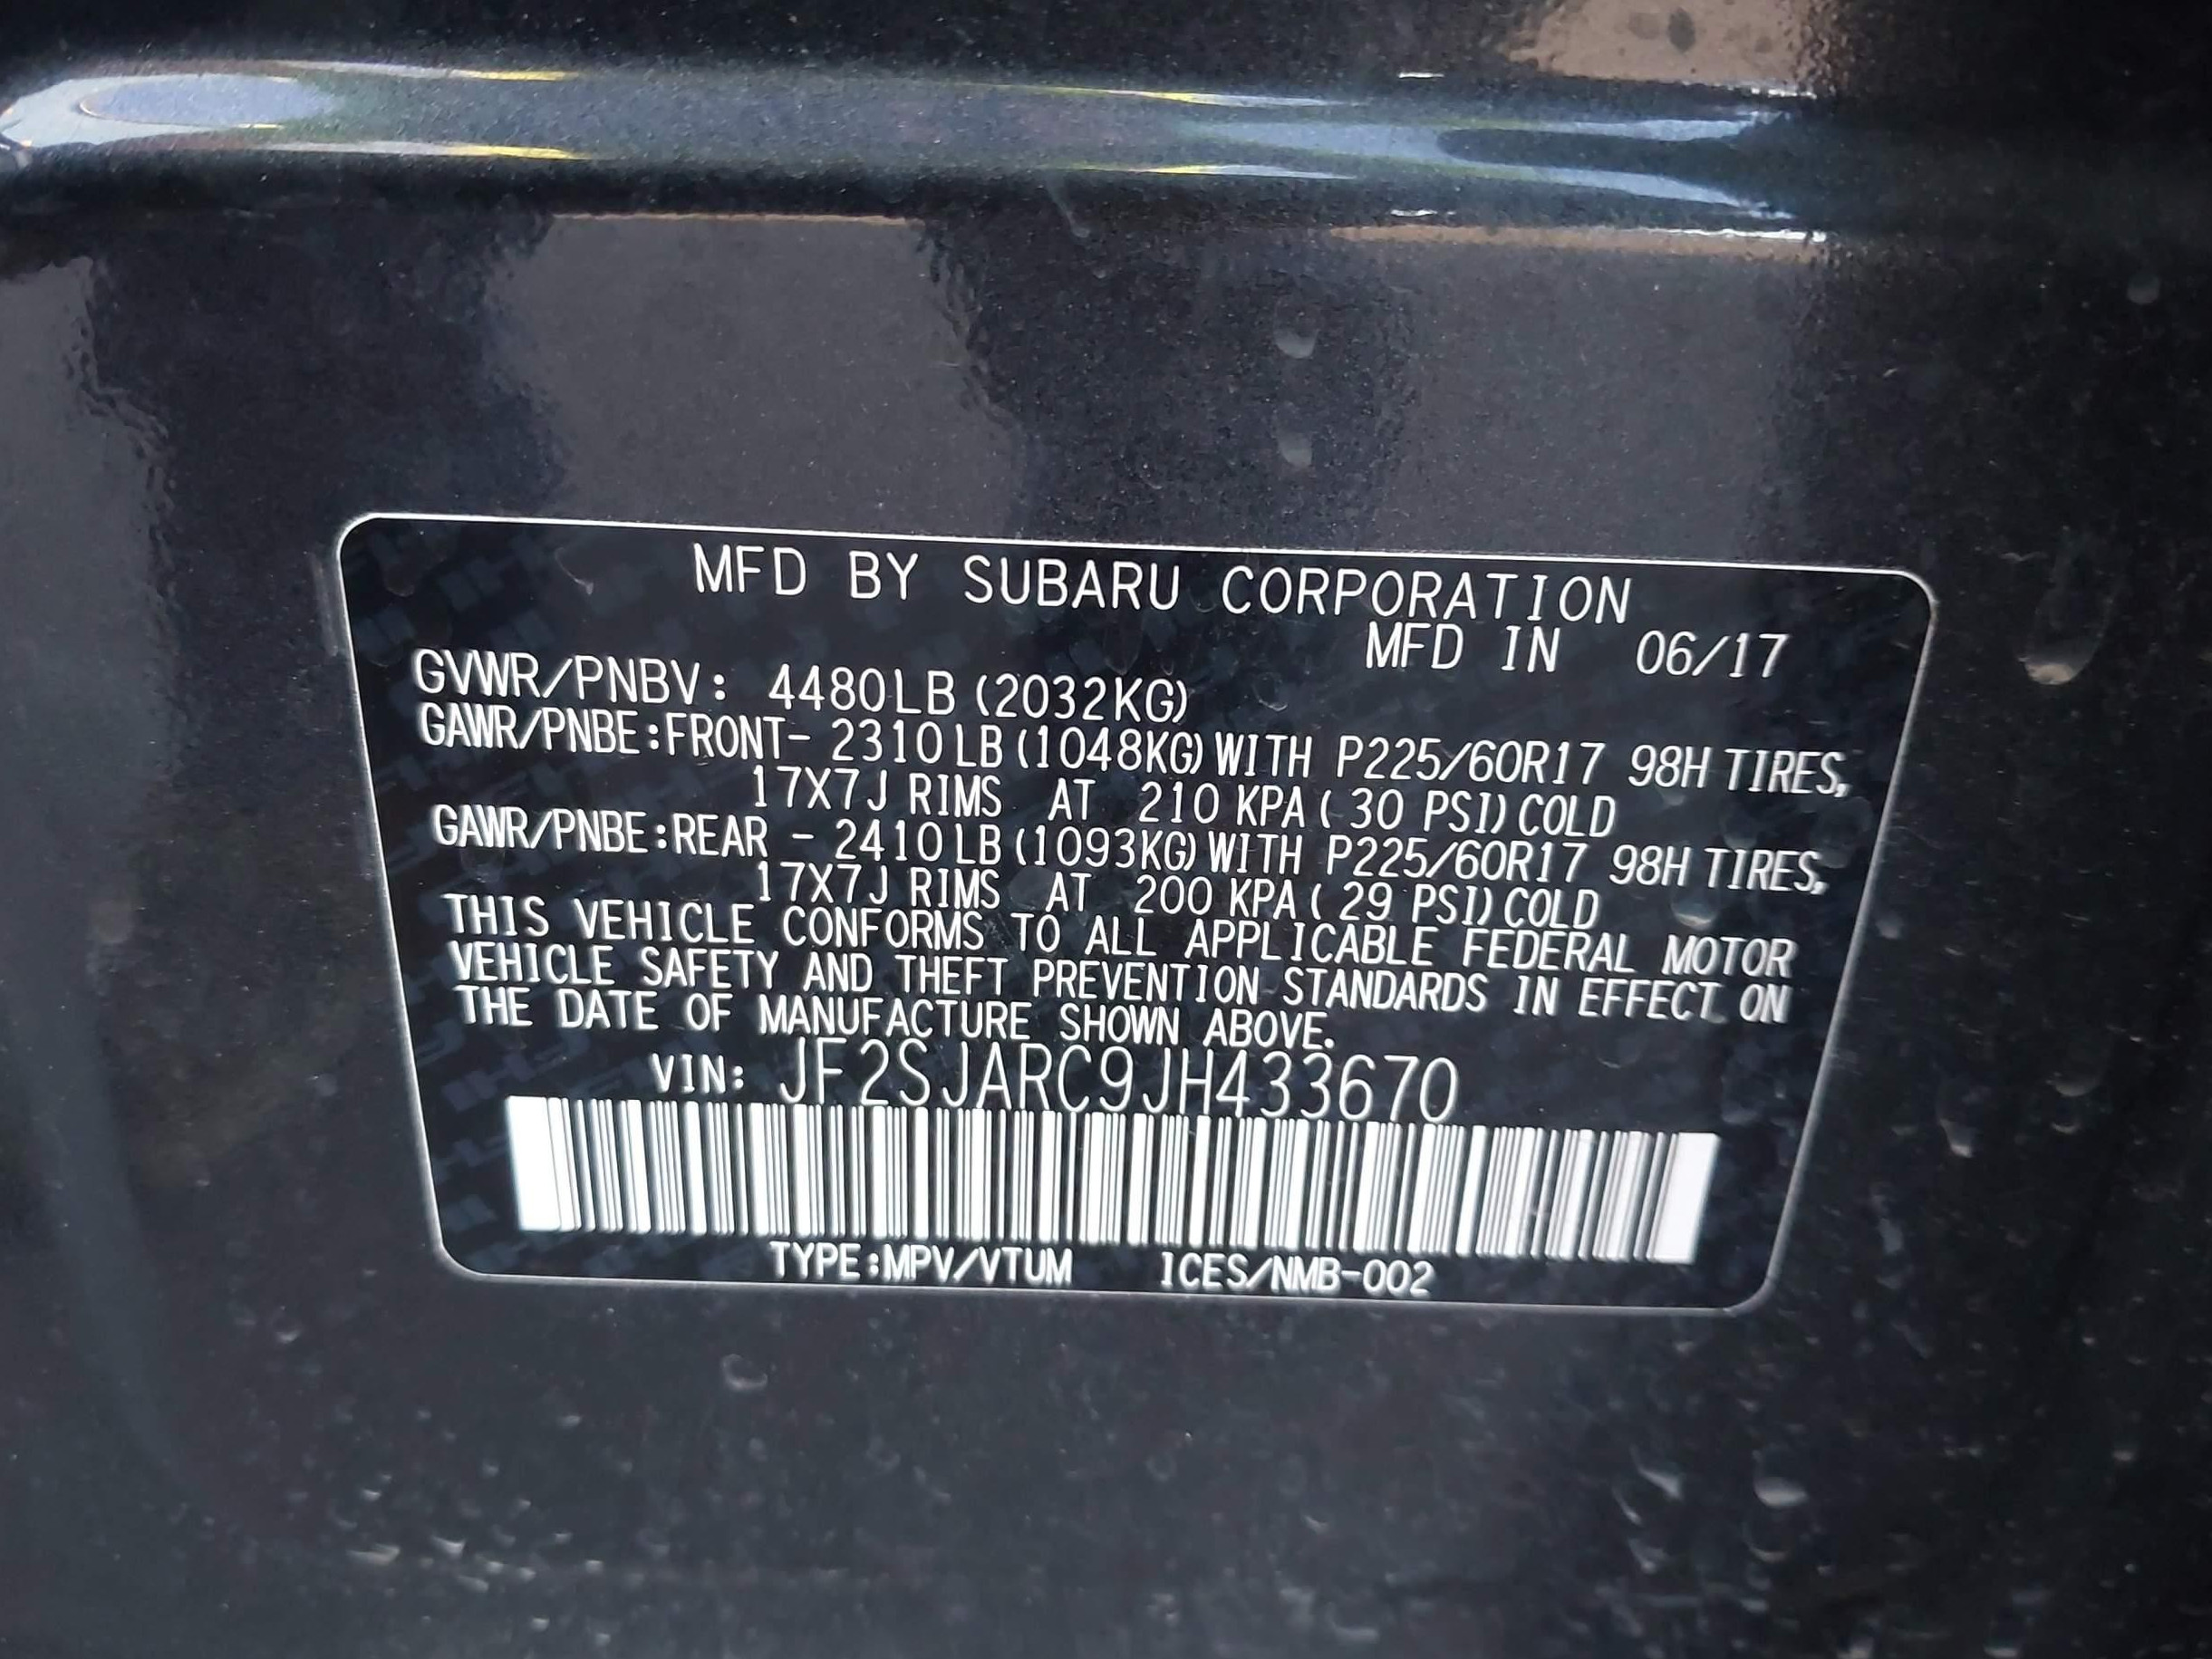 MFD BY SUBARU CORPORATION
MFD IN 06/17
GVWR/PNBV: 4480LB (2032KG)
GAWR/PNBE:FRONT- 2310LB (1048KG) WITH P225/60R17 98H TIRES,
17X7J RIMS AT 210 KPA ( 30 PSI) COLD
GAWR/PNBE:REAR - 2410LB (1093KG) WITH P225/60R17 98H TIRES,
17X7J RIMS AT 200 KPA ( 29 PSI) COLD
THIS VEHICLE CONFORMS TO ALL APPLICABLE FEDERAL MOTOR
VEHICLE SAFETY AND THEFT PREVENTION STANDARDS IN EFFECT ON
THE DATE OF MANUFACTURE SHOWN ABOVE.
VIN: JF2SJARC9JH433670
TYPE:MPV/VTUM ICES/NMB-002